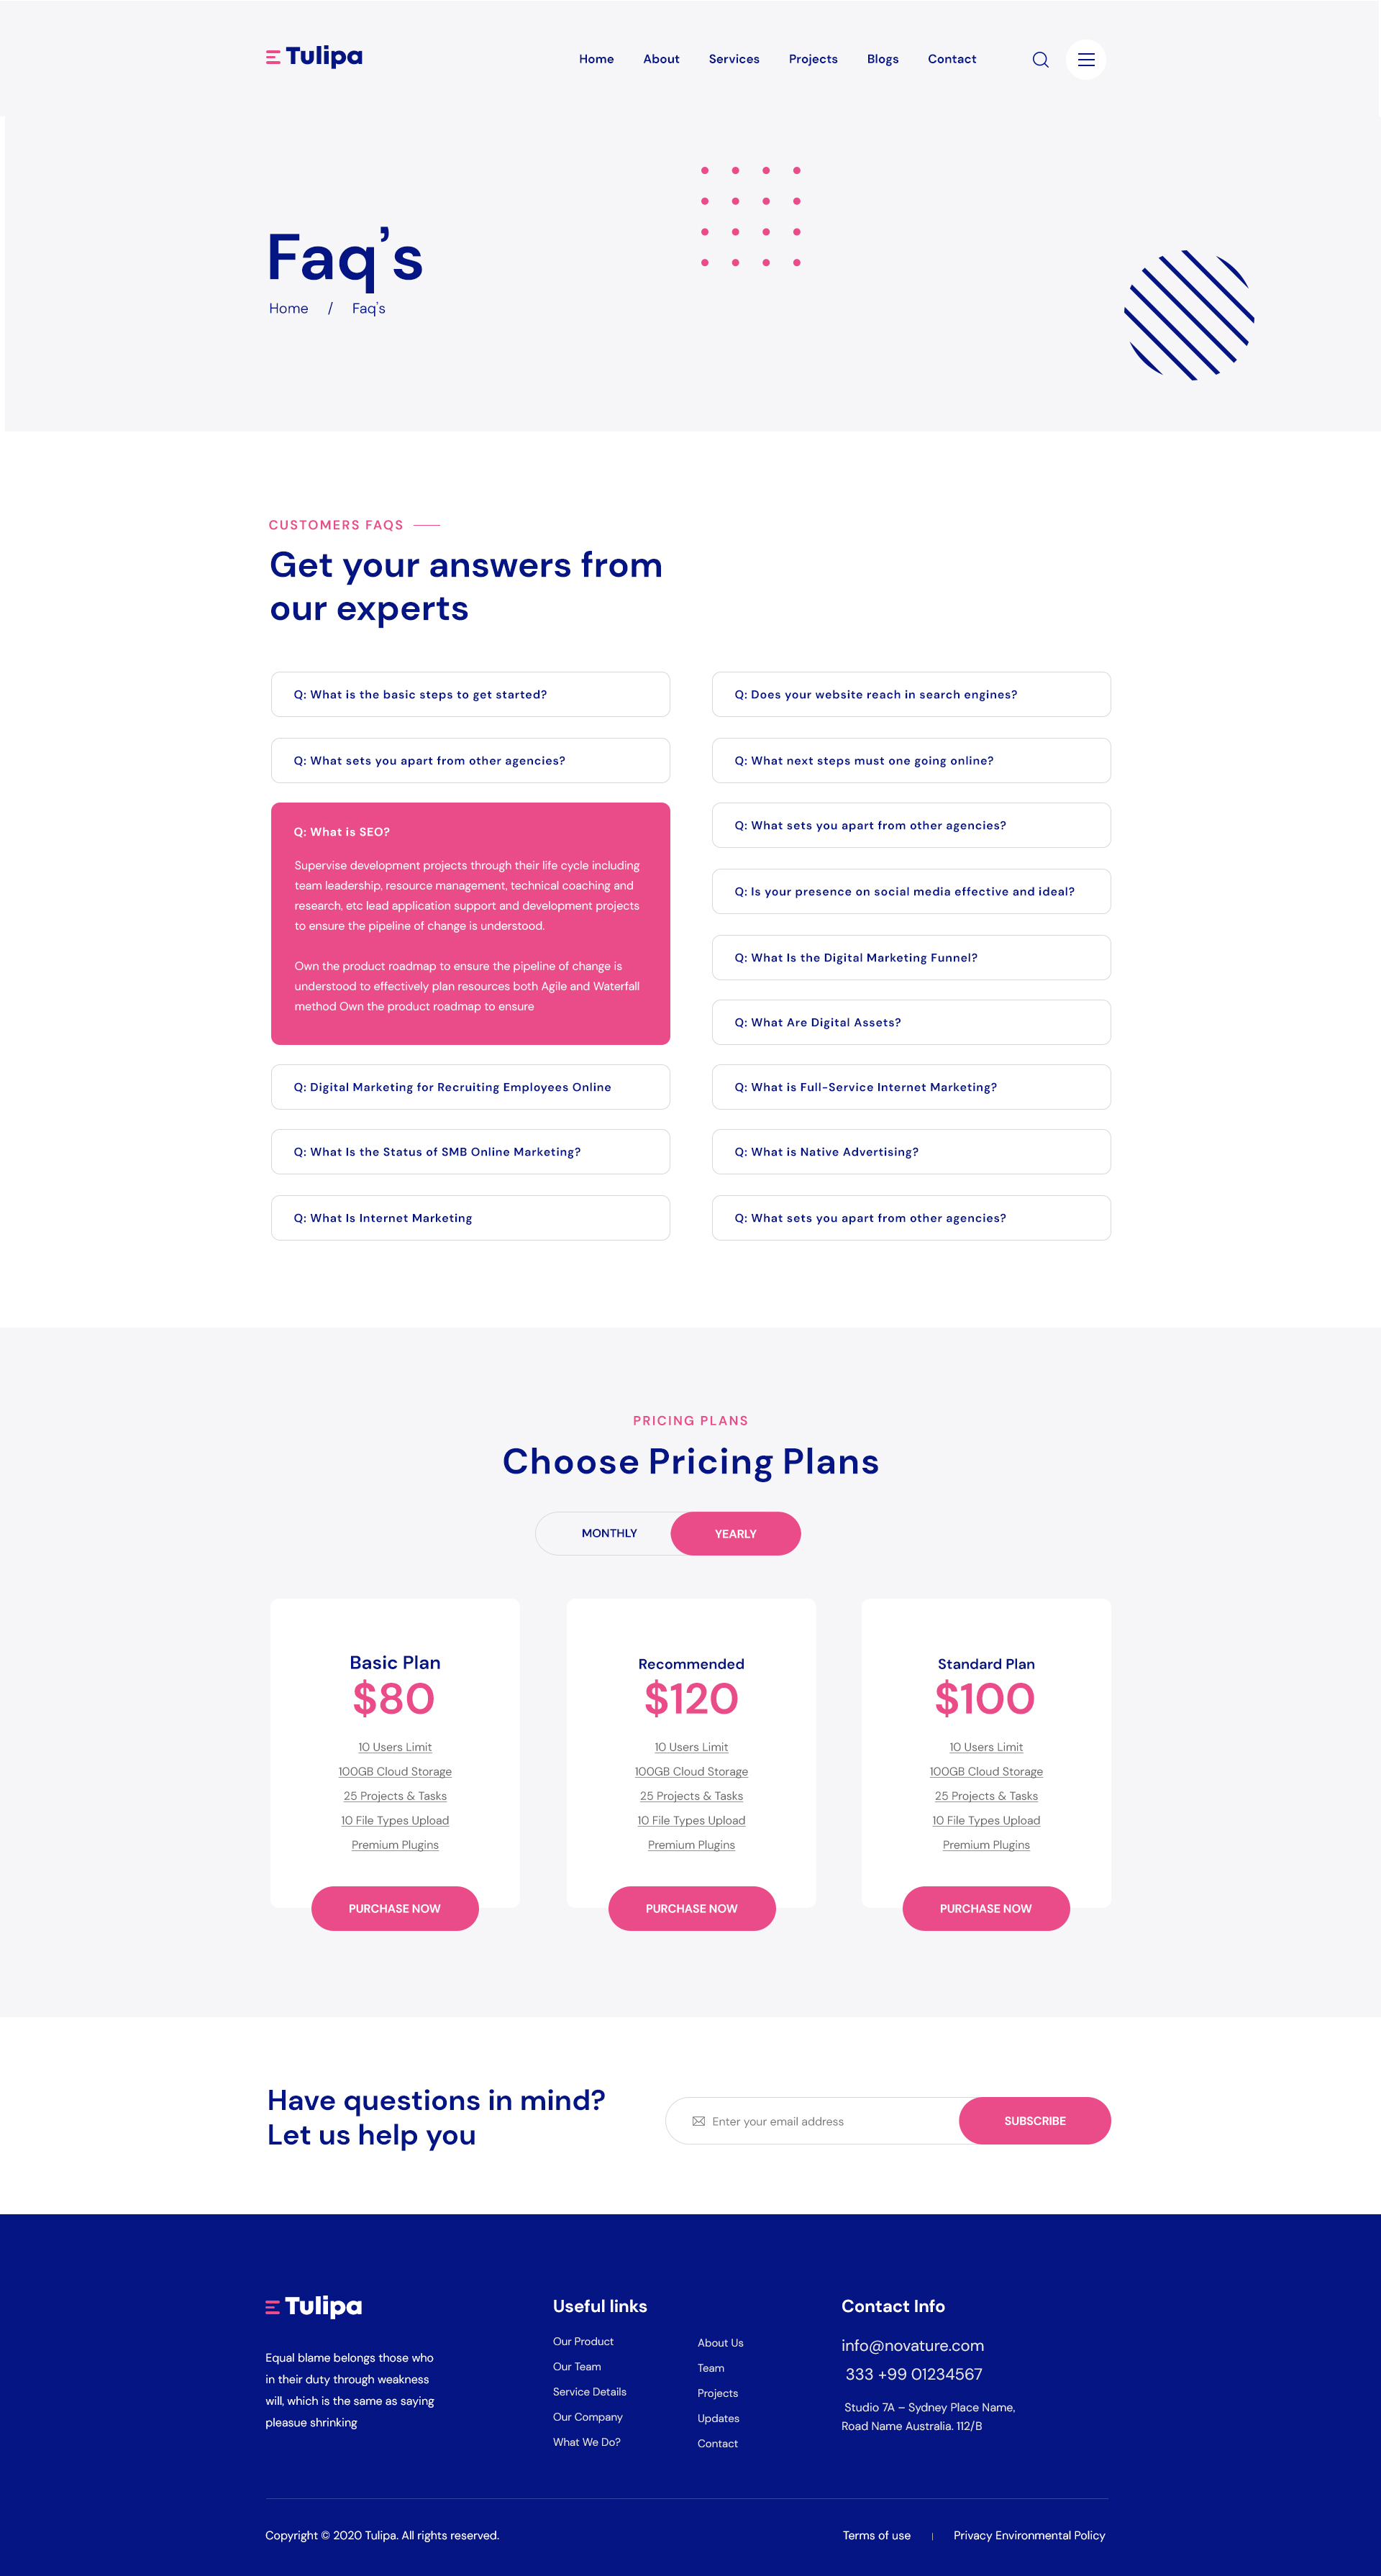 Tulipa
Home About Services Projects Blogs Contact
Faq's
Home / Faq's
CUSTOMERS FAQS
Get your answers from
our experts
Q: What is the basic steps to get started?
Q: What sets you apart from other agencies?
Q: What is SEO?
Supervise development projects through their life cycle including
team leadership, resource management, technical coaching and
research, etc lead application support and development projects
to ensure the pipeline of change is understood.
Own the product roadmap to ensure the pipeline of change is
understood to effectively plan resources both Agile and Waterfall
method Own the product roadmap to ensure
Q: Digital Marketing for Recruiting Employees Online
Q: What Is the Status of SMB Online Marketing?
Q: What Is Internet Marketing
Q: Does your website reach in search engines?
Q: What next steps must one going online?
Q: What sets you apart from other agencies?
Q: Is your presence on social media effective and ideal?
Q: What Is the Digital Marketing Funnel?
Q: What Are Digital Assets?
Q: What is Full-Service Internet Marketing?
Q: What is Native Advertising?
Q: What sets you apart from other agencies?
PRICING PLANS
Choose Pricing Plans
MONTHLY YEARLY
Basic Plan
$80
10 Users Limit
100GB Cloud Storage
25 Projects & Tasks
10 File Types Upload
Premium Plugins
PURCHASE NOW
Recommended
$120
10 Users Limit
100GB Cloud Storage
25 Projects & Tasks
10 File Types Upload
Premium Plugins
PURCHASE NOW
Standard Plan
$100
10 Users Limit
100GB Cloud Storage
25 Projects & Tasks
10 File Types Upload
Premium Plugins
PURCHASE NOW
Have questions in mind?
Let us help you
Enter your email address
SUBSCRIBE
Tulipa
Equal blame belongs those who
in their duty through weakness
will, which is the same as saying
pleasue shrinking
Useful links
Our Product
Our Team
Service Details
Our Company
What We Do?
About Us
Team
Projects
Updates
Contact
Contact Info
info@novature.com
333 +99 01234567
Studio 7A – Sydney Place Name,
Road Name Australia. 112/B
Copyright © 2020 Tulipa. All rights reserved.
Terms of use | Privacy Environmental Policy